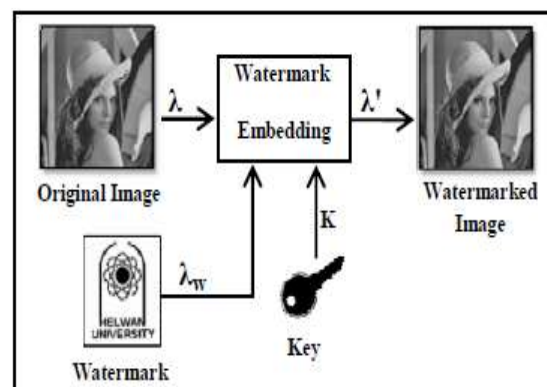 Watermark
Embedding
λ
λ'
Original Image
Watermarked
Image
K
λw
HELWAN
UNIVERSITY
Watermark
Key